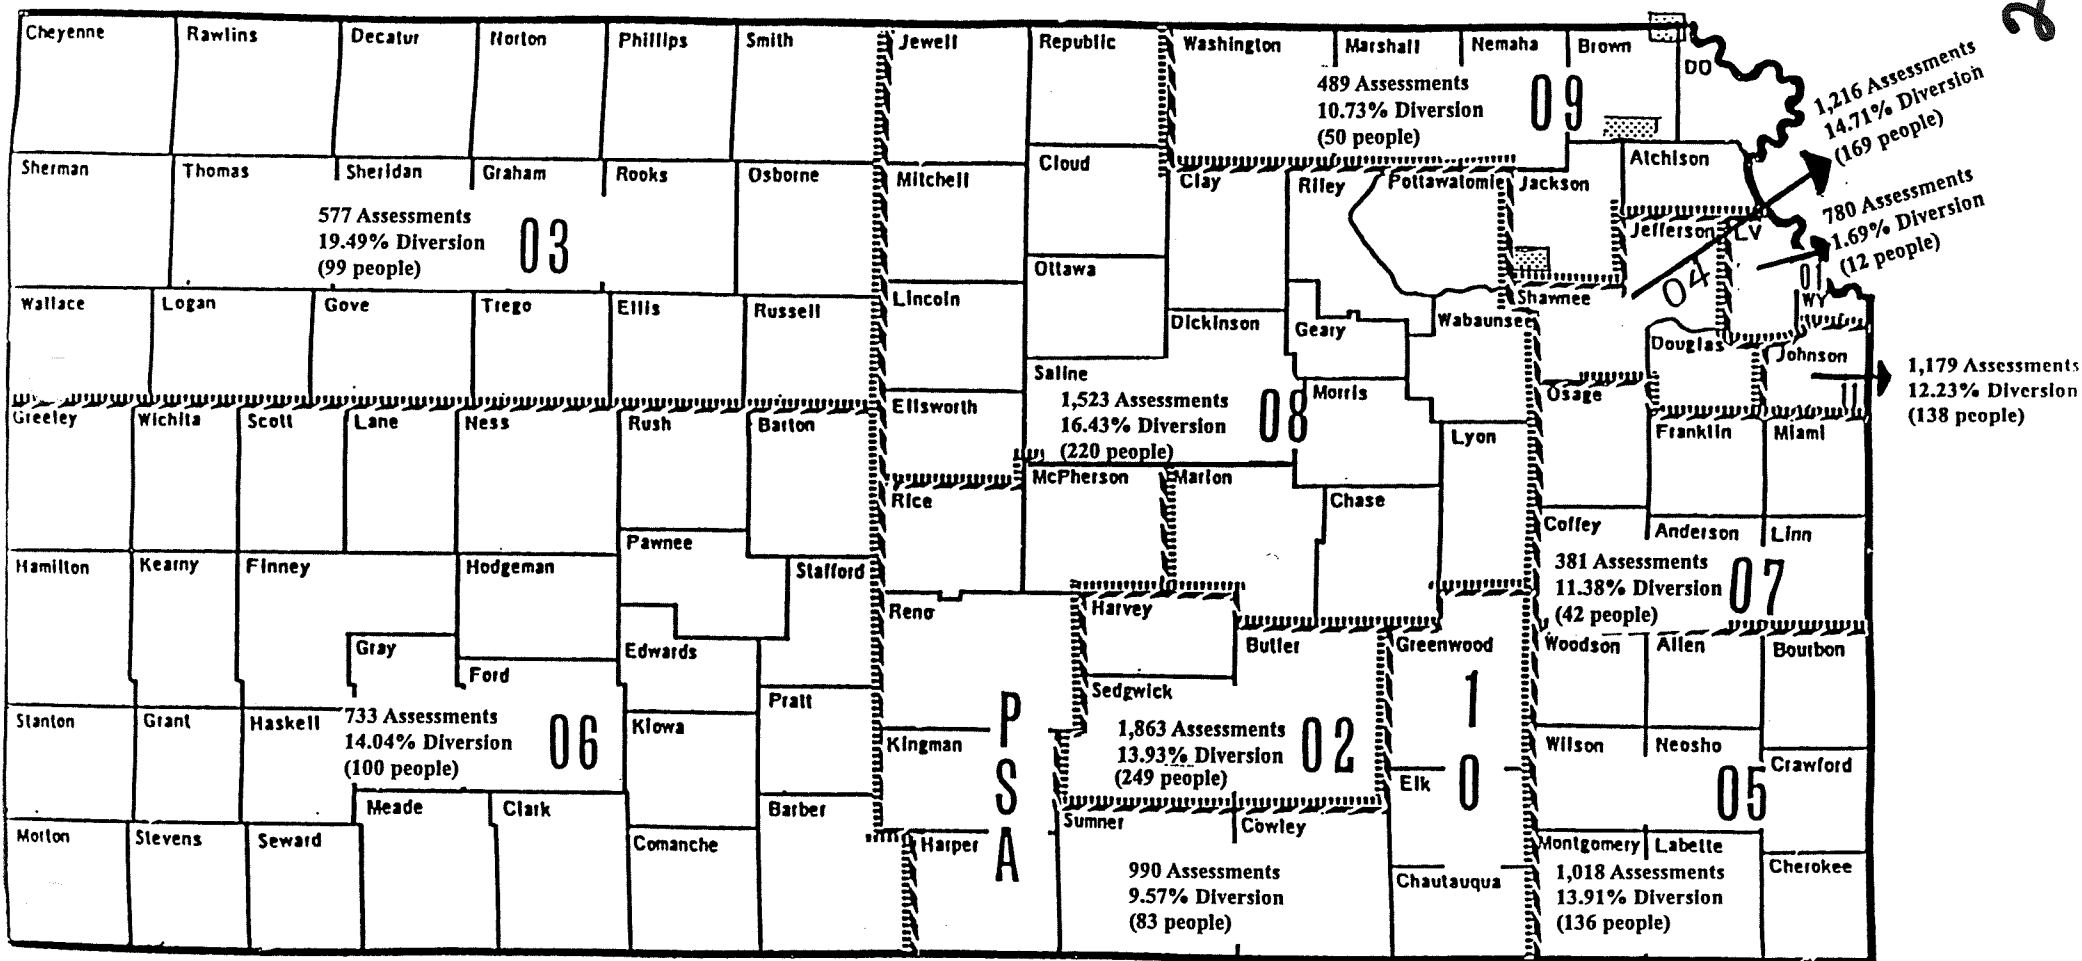 2
Cheyenne Rawlins Decatur Norton Phillips Smith Jewell Republic Washington Marshall Nemaha Brown
DO
489 Assessments
10.73% Diversion
(50 people)
09
1,216 Assessments
14.71% Diversion
(169 people)
Sherman Thomas Sheridan Graham Rooks Osborne Mitchell Cloud Clay Riley Pottawatomie Jackson Atchison
577 Assessments
19.49% Diversion
(99 people)
03
780 Assessments
1.69% Diversion
(12 people)
Jefferson LV
04
01
WY
Wallace Logan Gove Trego Ellis Russell Lincoln Ottawa Dickinson Geary Wabaunsee Shawnee Douglas Johnson
11
1,179 Assessments
12.23% Diversion
(138 people)
Saline
1,523 Assessments
16.43% Diversion
(220 people)
08
Morris Osage
Greeley Wichita Scott Lane Ness Rush Barton Ellsworth Lyon Franklin Miami
Rice McPherson Marion Chase
Coffey Anderson Linn
381 Assessments
11.38% Diversion
(42 people)
07
Hamilton Kearny Finney Hodgeman Pawnee Stafford Reno Harvey
Gray Ford Edwards Butler Greenwood Woodson Allen Bourbon
Stanton Grant Haskell
733 Assessments
14.04% Diversion
(100 people)
06
Kiowa Pratt Kingman
PSA
Sedgwick
1,863 Assessments
13.93% Diversion
(249 people)
02
10
Elk Wilson Neosho Crawford
05
Morton Stevens Seward Meade Clark Comanche Barber Harper Sumner Cowley
990 Assessments
9.57% Diversion
(83 people)
Chautauqua Montgomery Labette Cherokee
1,018 Assessments
13.91% Diversion
(136 people)